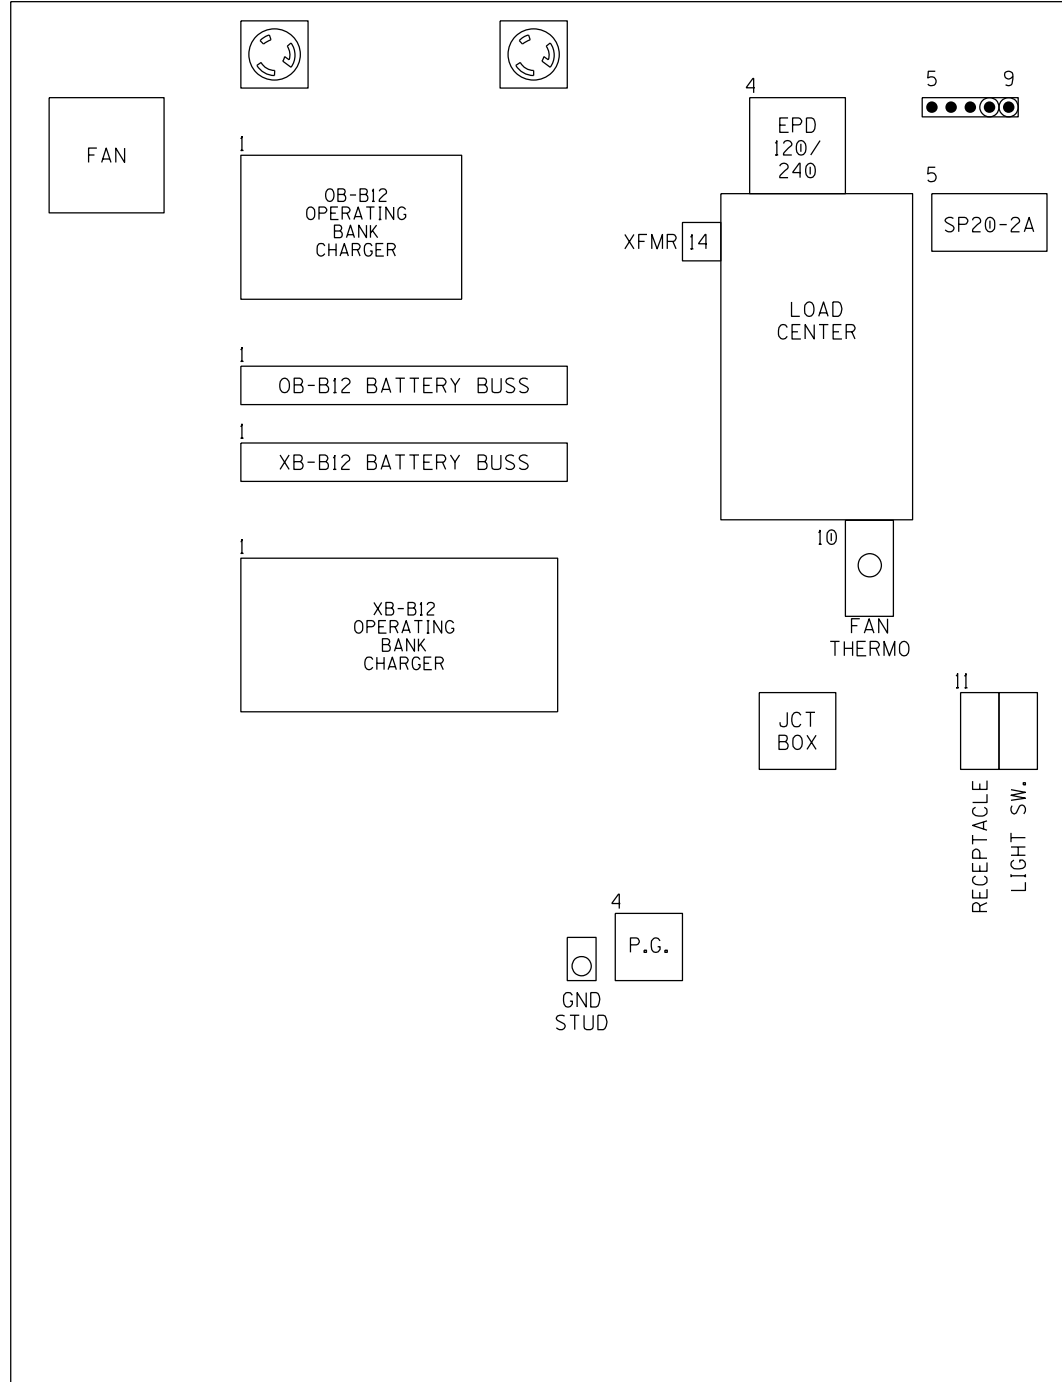 5 9
4
FAN
EPD
120/
240
1
OB-B12
OPERATING
BANK
CHARGER
5
SP20-2A
XFMR 14
LOAD
CENTER
1
OB-B12 BATTERY BUSS
1
XB-B12 BATTERY BUSS
10
1
XB-B12
OPERATING
BANK
CHARGER
FAN
THERMO
11
JCT
BOX
RECEPTACLE
LIGHT SW.
4
P.G.
GND
STUD